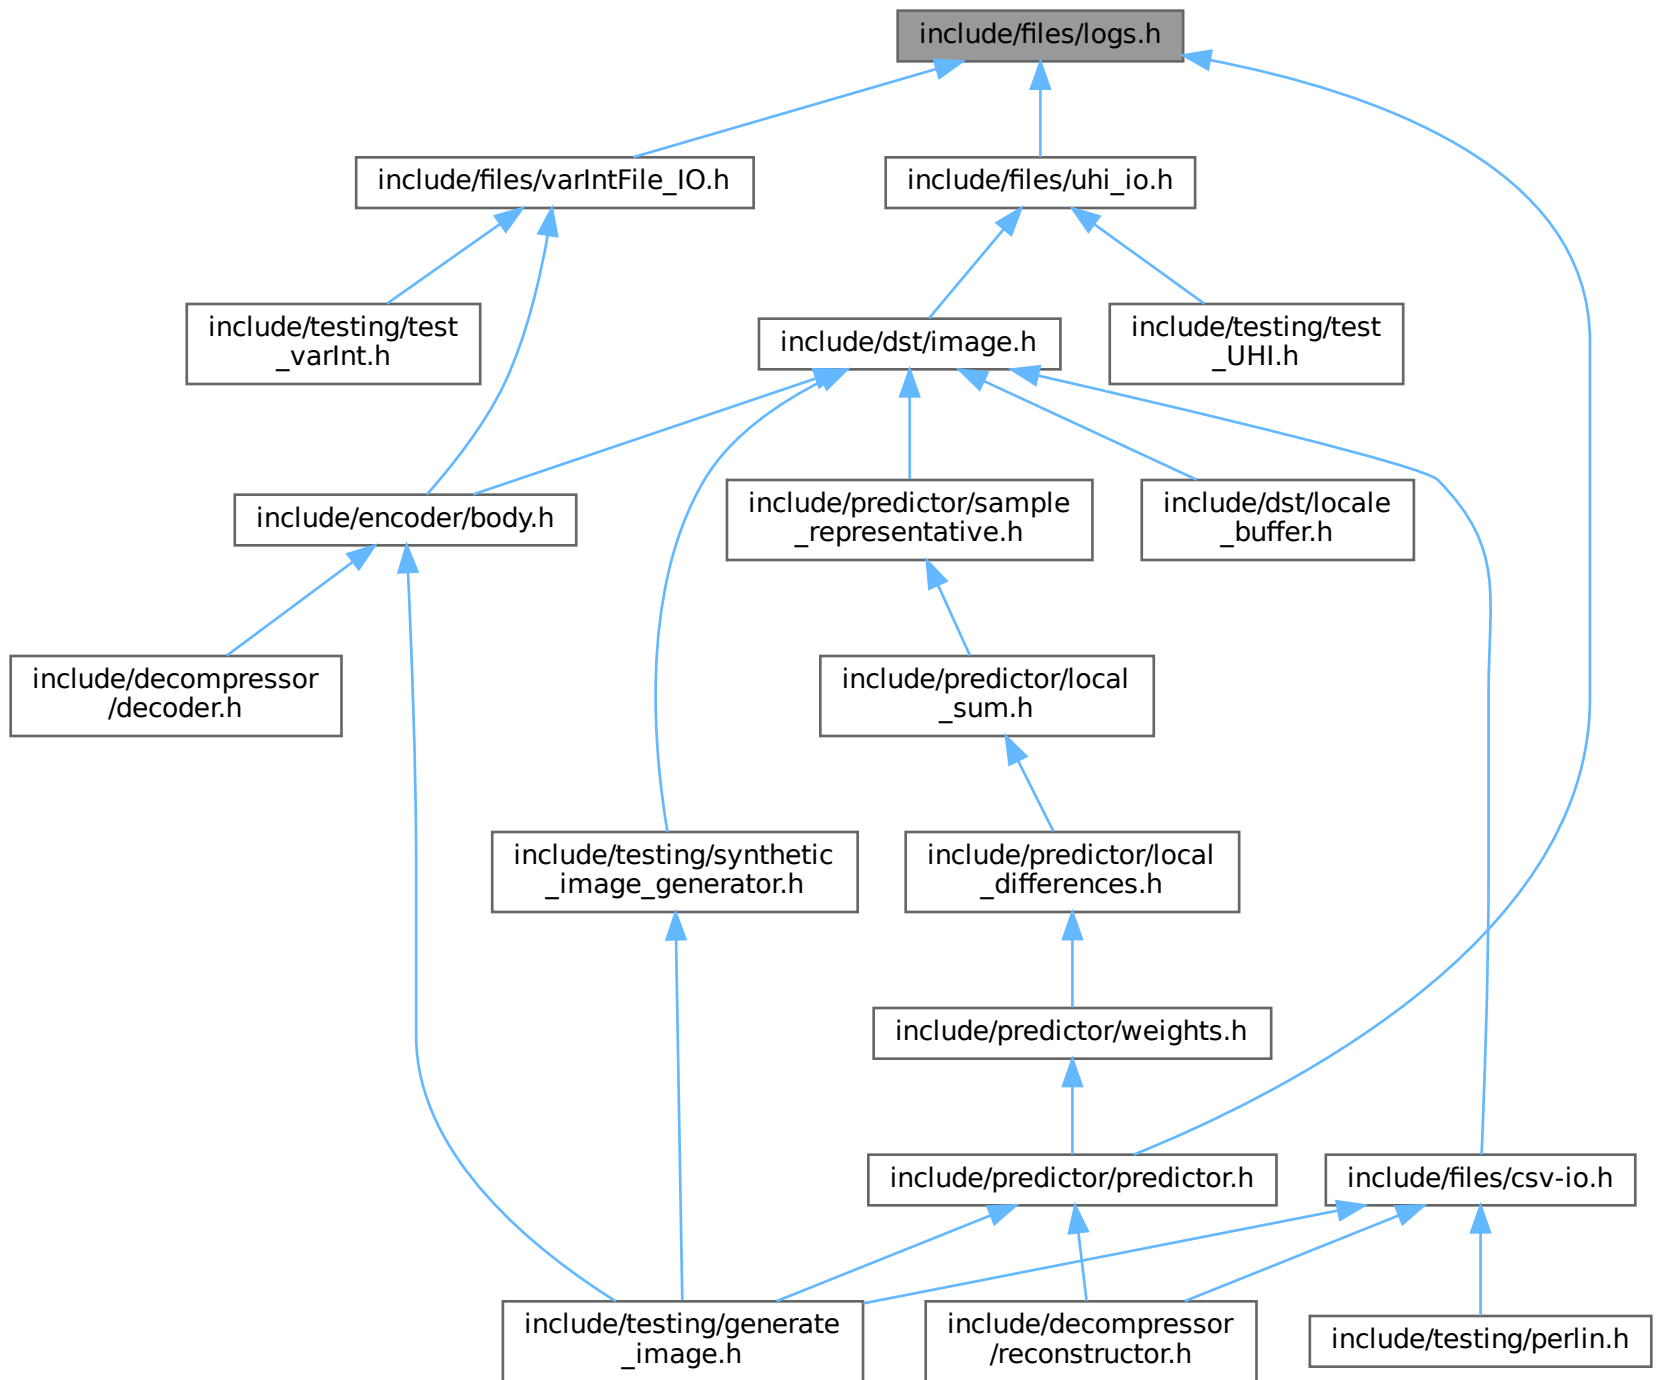 include/files/logs.h
include/files/varIntFile_IO.h
include/files/uhi_io.h
include/testing/test
_varInt.h
include/dst/image.h
include/testing/test
_UHI.h
include/encoder/body.h
include/predictor/sample
_representative.h
include/dst/locale
_buffer.h
include/decompressor
/decoder.h
include/predictor/local
_sum.h
include/testing/synthetic
_image_generator.h
include/predictor/local
_differences.h
include/predictor/weights.h
include/predictor/predictor.h
include/files/csv-io.h
include/testing/generate
_image.h
include/decompressor
/reconstructor.h
include/testing/perlin.h